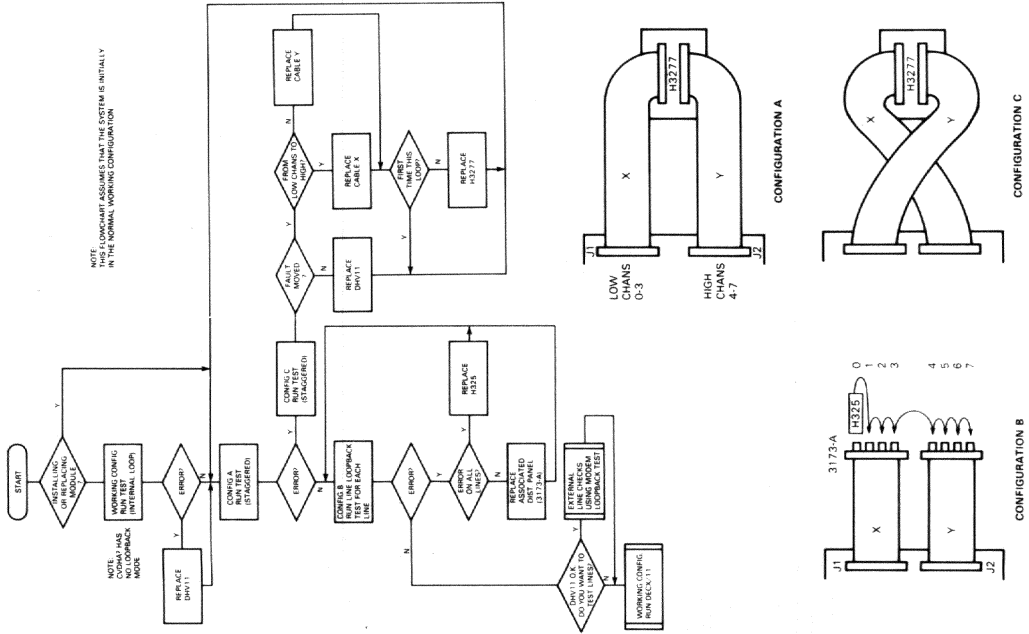 START
INSTALLING
OR REPLACING
MODULE
Y
WORKING CONFIG
RUN TEST
(INTERNAL LOOP)
NOTE:
CVDHA? HAS
NO LOOPBACK
MODE
ERROR?
Y
N
REPLACE
DHV11
CONFIG A
RUN TEST
(STAGGERED)
ERROR?
Y
N
CONFIG C
RUN TEST
(STAGGERED)
FAULT
MOVED
?
Y
N
REPLACE
DHV11
FROM
LOW CHANS TO
HIGH?
N
Y
REPLACE
CABLE Y
REPLACE
CABLE X
FIRST
TIME THIS
LOOP?
Y
N
REPLACE
H3277
NOTE:
THIS FLOWCHART ASSUMES THAT THE SYSTEM IS INITIALLY
IN THE NORMAL WORKING CONFIGURATION
CONFIG B
RUN LINE LOOPBACK
TEST FOR EACH
LINE
ERROR?
N
Y
ERROR
ON ALL
LINES?
Y
N
REPLACE
H325
REPLACE
ASSOCIATED
DIST PANEL
(3173-A)
DHV11 O.K
DO YOU WANT TO
TEST LINES?
Y
N
EXTERNAL
LINE CHECKS
USING MODEM
LOOPBACK TEST
WORKING CONFIG.
RUN DECX/11
J1
LOW
CHANS
0-3
HIGH
CHANS
4-7
J2
X
Y
H3277
CONFIGURATION A
3173-A
H325
0
1
2
3
4
5
6
7
J1
J2
X
Y
CONFIGURATION B
X
Y
H3277
CONFIGURATION C